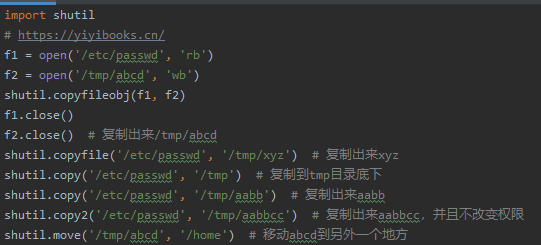 import shutil
# https://yiyibooks.cn/
f1 = open('/etc/passwd', 'rb')
f2 = open('/tmp/abcd', 'wb')
shutil.copyfileobj(f1, f2)
f1.close()
f2.close()  # 复制出来/tmp/abcd
shutil.copyfile('/etc/passwd', '/tmp/xyz')  # 复制出来xyz
shutil.copy('/etc/passwd', '/tmp')  # 复制到tmp目录底下
shutil.copy('/etc/passwd', '/tmp/aabb')  # 复制出来aabb
shutil.copy2('/etc/passwd', '/tmp/aabbcc')  # 复制出来aabbcc，并且不改变权限
shutil.move('/tmp/abcd', '/home')  # 移动abcd到另外一个地方